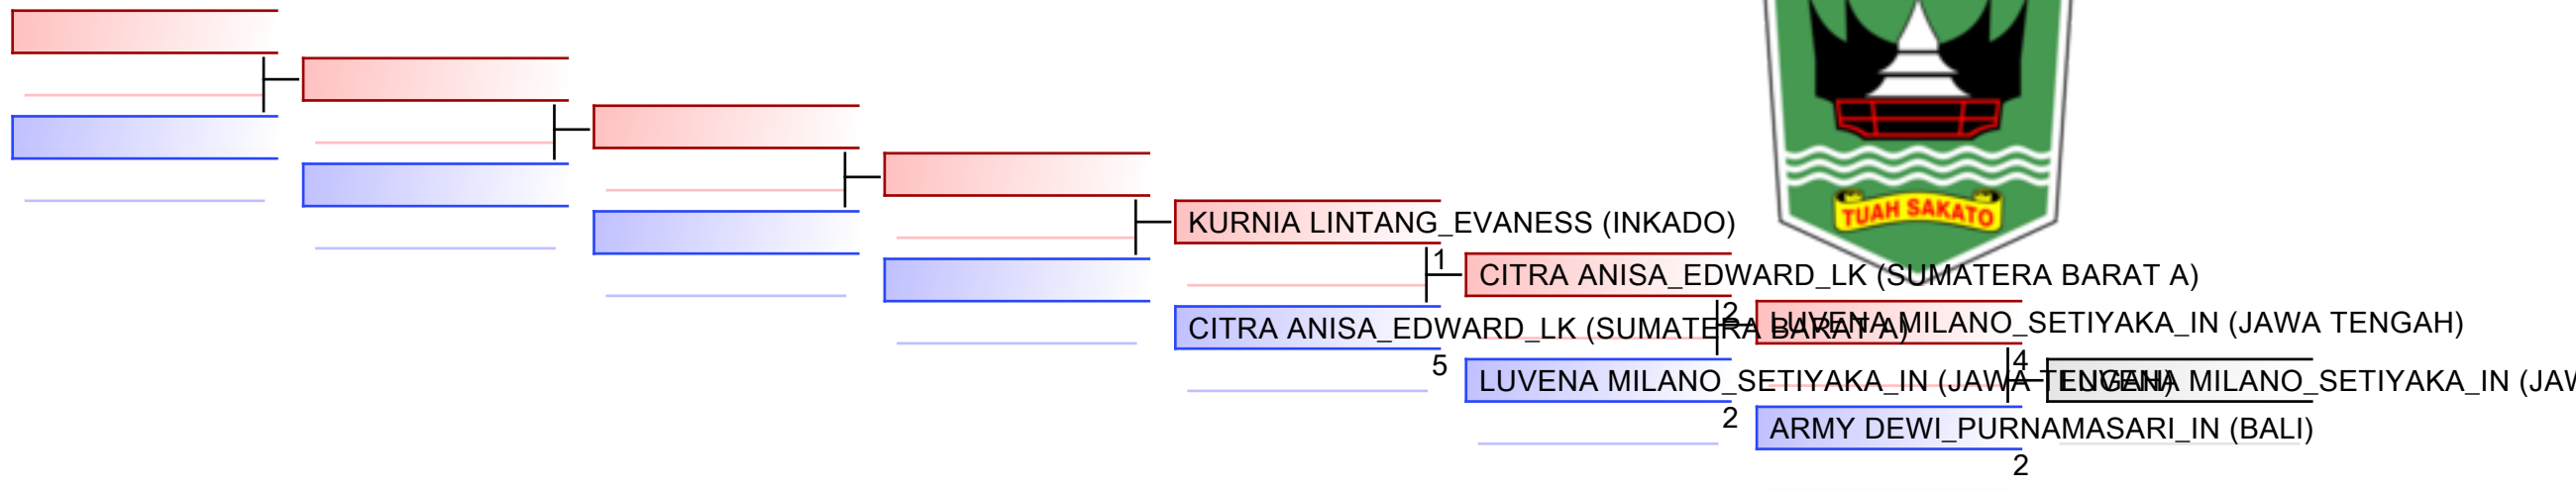 TUAH SAKATO
KURNIA LINTANG_EVANESS (INKADO)
1
CITRA ANISA_EDWARD_LK (SUMATERA BARAT A)
CITRA ANISA_EDWARD_LK (SUMATERA BARAT A)
5
2
LUVENA MILANO_SETIYAKA_IN (JAWA TENGAH)
LUVENA MILANO_SETIYAKA_IN (JAWA TENGAH)
2
4
LUVENA MILANO_SETIYAKA_IN (JAW
ARMY DEWI_PURNAMASARI_IN (BALI)
2